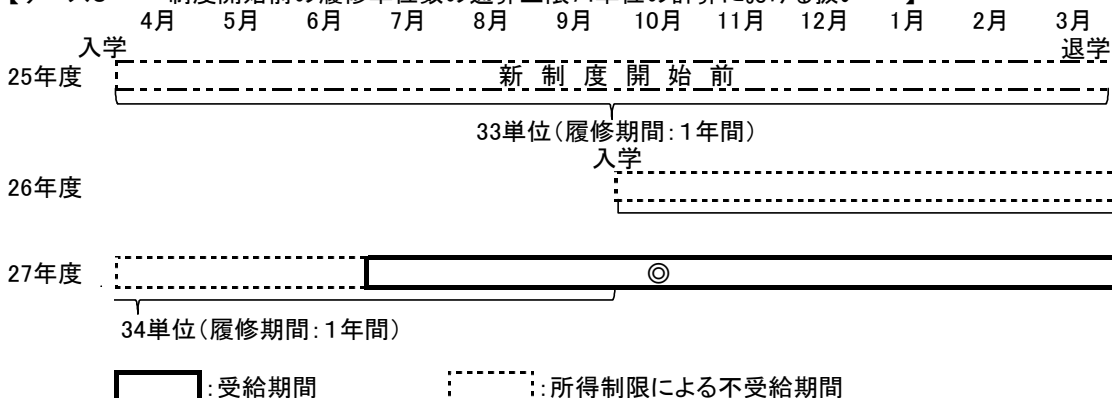 4月 5月 6月 7月 8月 9月 10月 11月 12月 1月 2月 3月
入学 退学
25年度 新制度開始前
33単位(履修期間:1年間)
入学
26年度
27年度 ◎
34単位(履修期間:1年間)
:受給期間 :所得制限による不受給期間